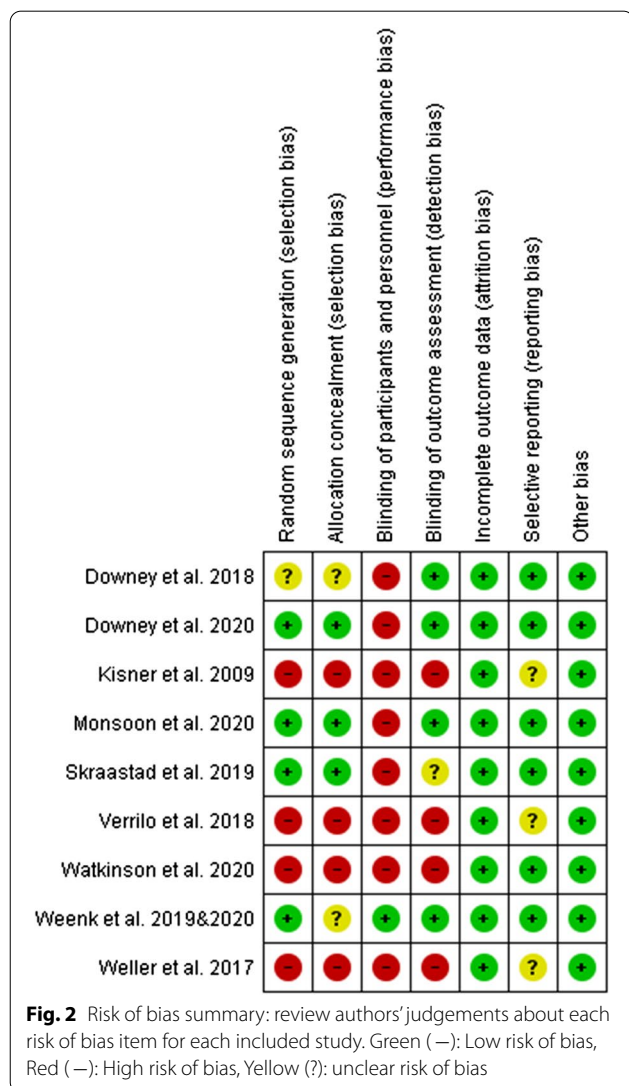 Random sequence generation (selection bias)
Allocation concealment (selection bias)
Blinding of participants and personnel (performance bias)
Blinding of outcome assessment (detection bias)
Incomplete outcome data (attrition bias)
Selective reporting (reporting bias)
Other bias
Downey et al. 2018 ? ? - + + + +
Downey et al. 2020 + + - + + + +
Kisner et al. 2009 - - - - + ? +
Monsoon et al. 2020 + + - + + + +
Skraastad et al. 2019 + + - ? + + +
Verrilo et al. 2018 - - - - + ? +
Watkinson et al. 2020 - - - - + + +
Weenk et al. 2019&2020 + ? + + + + +
Weller et al. 2017 - - - - + ? +
Fig. 2 Risk of bias summary: review authors' judgements about each
risk of bias item for each included study. Green (—): Low risk of bias,
Red (—): High risk of bias, Yellow (?): unclear risk of bias